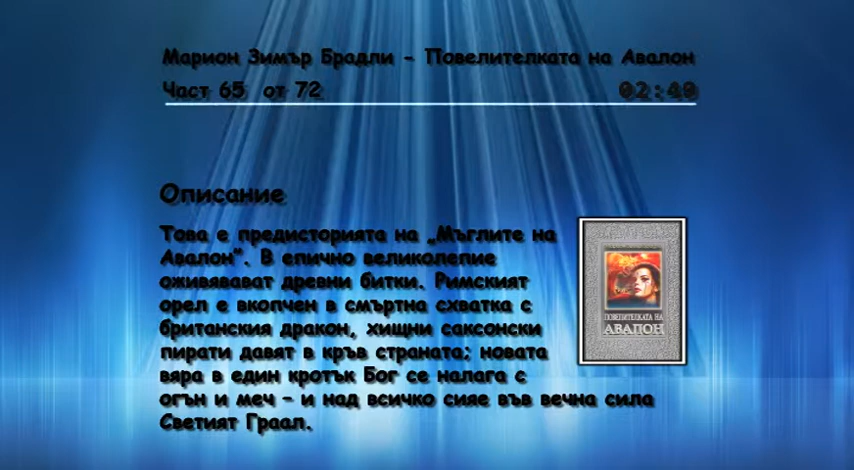 Марион Зимър Брадли - Повелителката на Авалон
Част 65 от 72 02:40
Описание
Това е предисторията на „Мъглите на
Авалон”. В епично великолепие
оживяват древни битки. Римският
орел е вкопчен в смъртна схватка с
британския дракон, хищни саксонски
пирати давят в кръв страната; новата
вяра в един кротък Бог се налага с
огън и меч – и над всичко сияе във вечна сила
Светият Граал.
ПОВЕЛИТЕЛКАТА НА
АВАЛОН